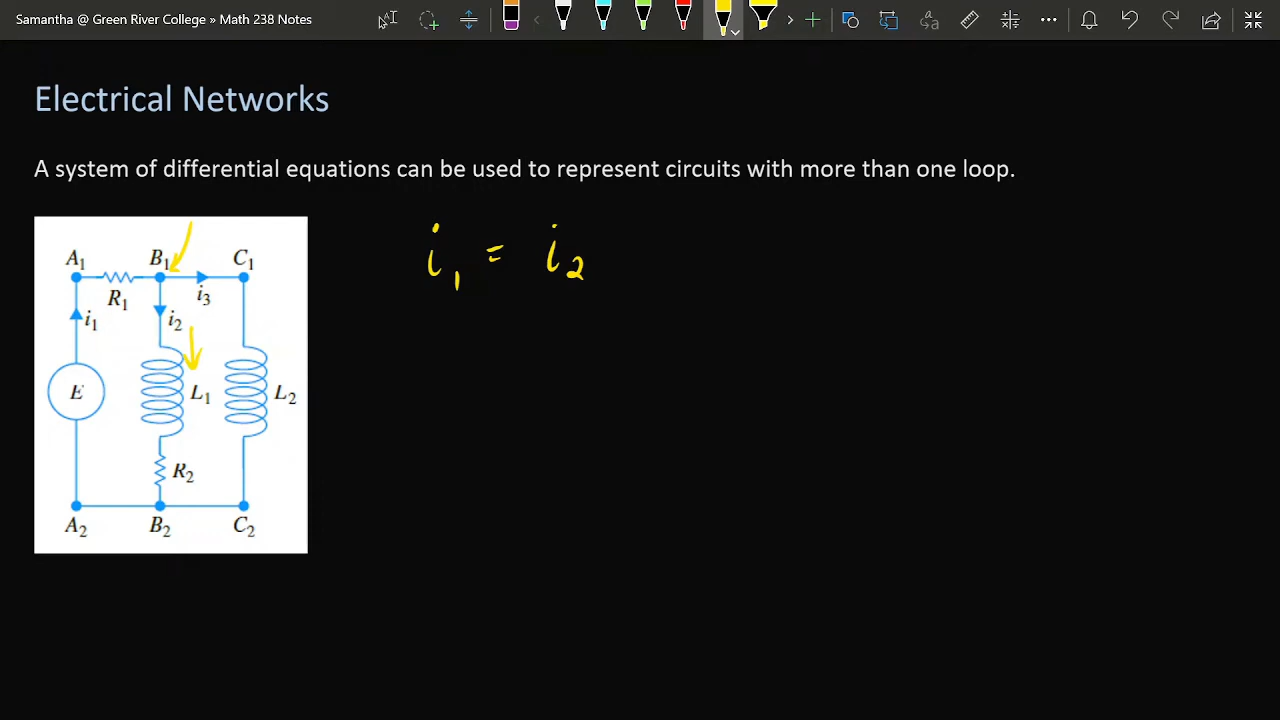 Samantha @ Green River College » Math 238 Notes
Electrical Networks
A system of differential equations can be used to represent circuits with more than one loop.
i₁ = i₂
A₁ B₁ C₁
R₁ i₃
i₁ i₂
E L₁ L₂
R₂
A₂ B₂ C₂